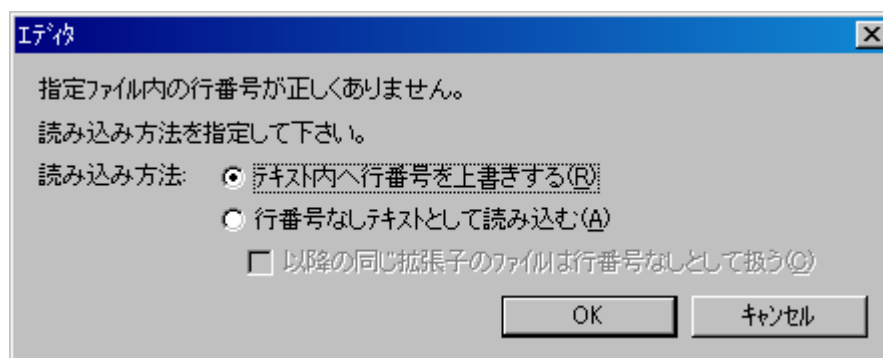 ｴﾃﾞｨﾀ
指定ﾌｧｲﾙ内の行番号が正しくありません。
読み込み方法を指定して下さい。
読み込み方法:
ﾃｷｽﾄ内へ行番号を上書きする(R)
行番号なしﾃｷｽﾄとして読み込む(A)
以降の同じ拡張子のﾌｧｲﾙは行番号なしとして扱う(C)
OK ｷｬﾝｾﾙ